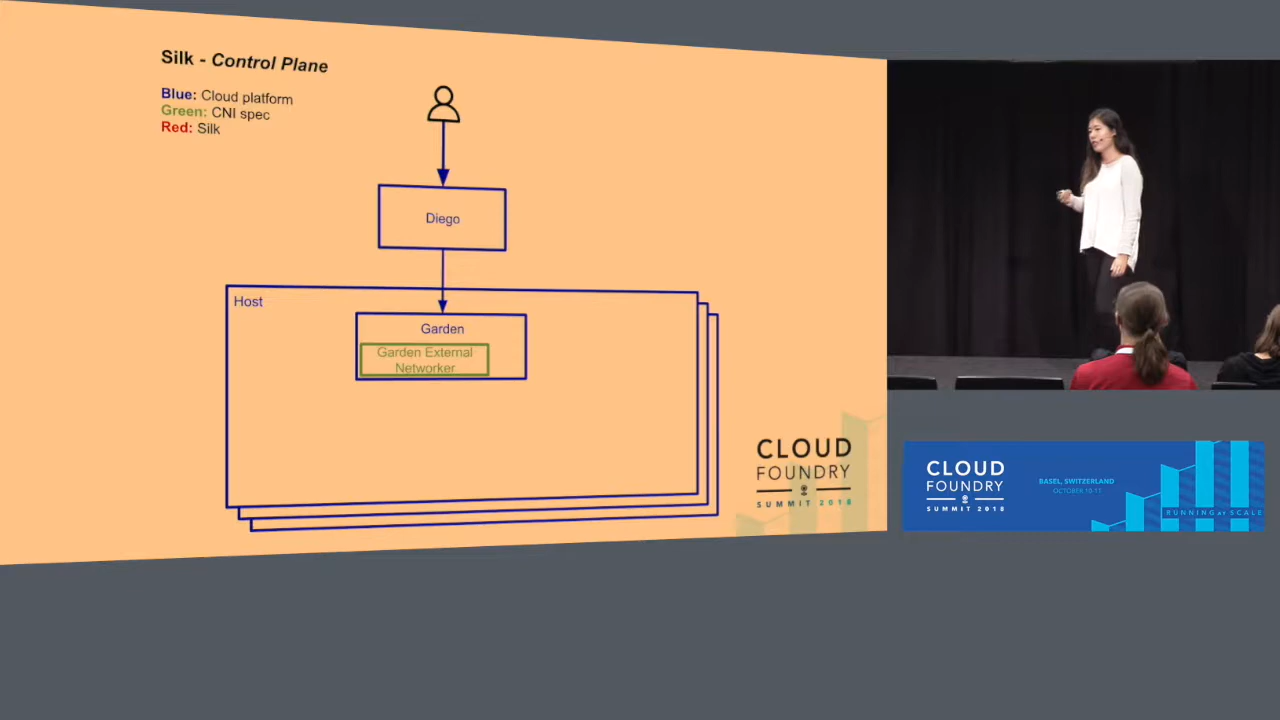 Silk - Control Plane
Blue: Cloud platform
Green: CNI spec
Red: Silk
Diego
Host
Garden
Garden External
Networker
CLOUD
FOUNDRY
SUMMIT 2018
CLOUD
FOUNDRY
SUMMIT 2018
BASEL, SWITZERLAND
OCTOBER 10-11
RUNNING AT SCALE